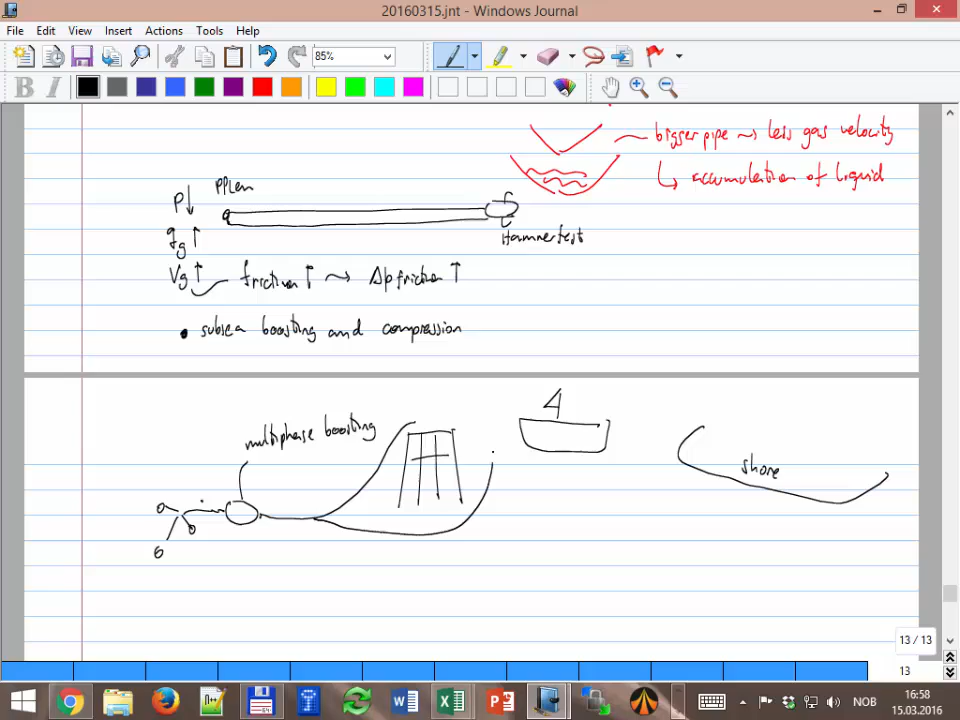 20160315.jnt - Windows Journal
File Edit View Insert Actions Tools Help
85%
B I
bigger pipe → less gas velocity
↳ accumulation of liquid
P↓ PPlem
qg ↑
Hammerfest
Vg ↑ friction ↑ → Δp friction ↑
• subsea boosting and compression
multiphase boosting
shore
13 / 13
13
NOB
16:58
15.03.2016